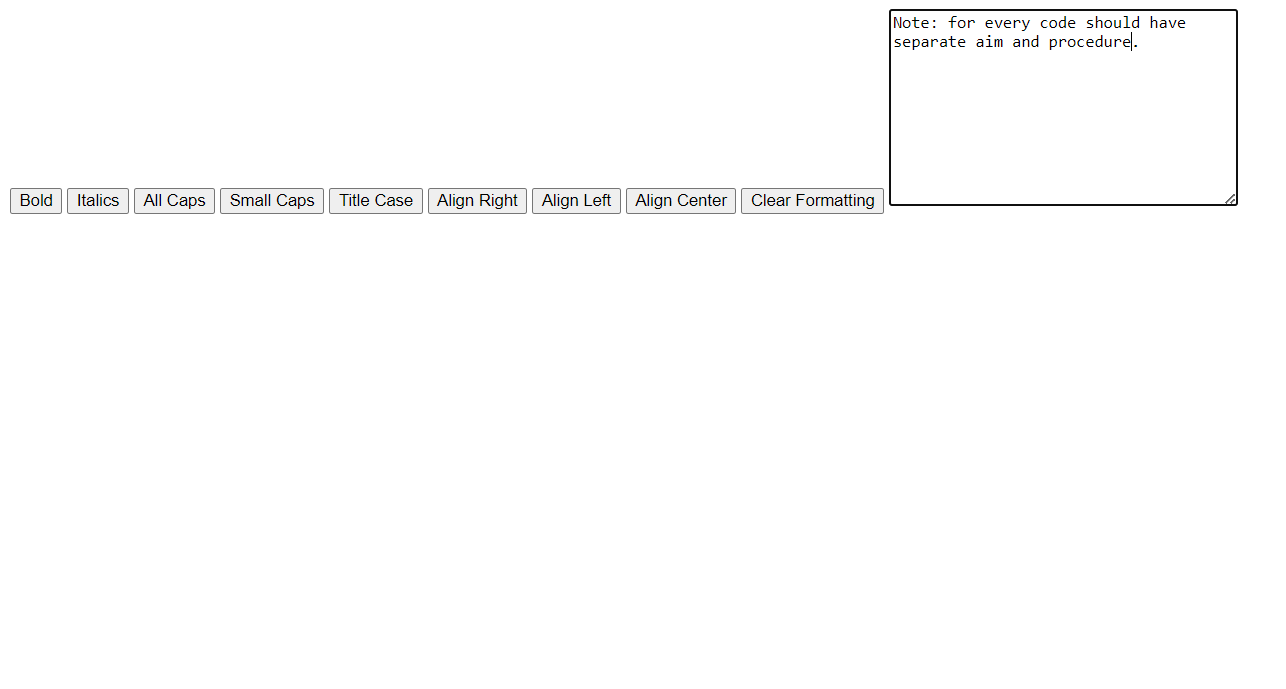 Note: for every code should have
separate aim and procedure.
Bold Italics All Caps Small Caps Title Case Align Right Align Left Align Center Clear Formatting